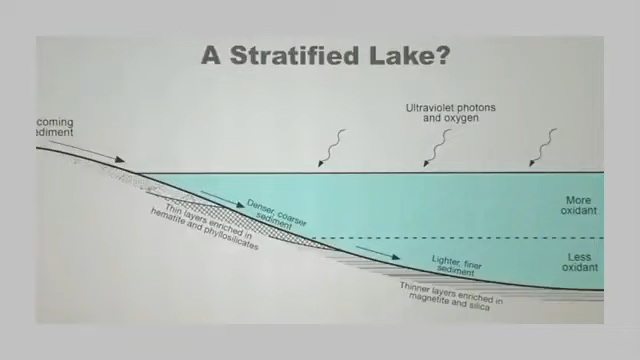 A Stratified Lake?
Ultraviolet photons
and oxygen
coming
ediment
More
oxidant
Denser, coarser
sediment
Thin layers enriched in
hematite and phyllosilicates
Less
oxidant
Lighter, finer
sediment
Thinner layers enriched in
magnetite and silica